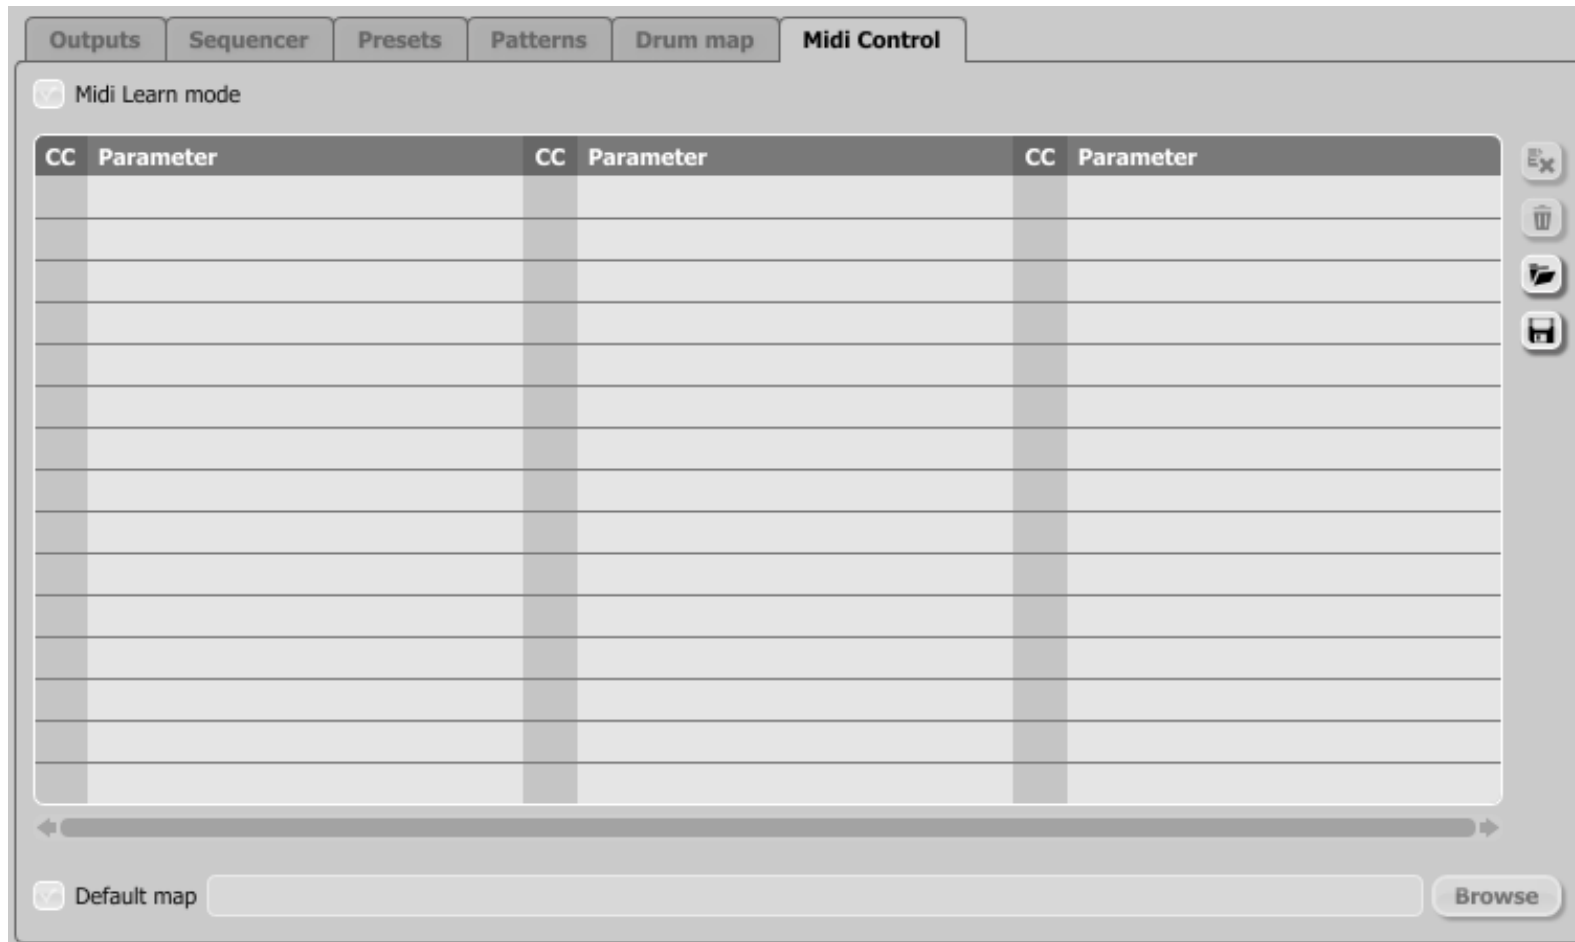 Outputs Sequencer Presets Patterns Drum map Midi Control
Midi Learn mode
CC Parameter CC Parameter CC Parameter
Default map Browse